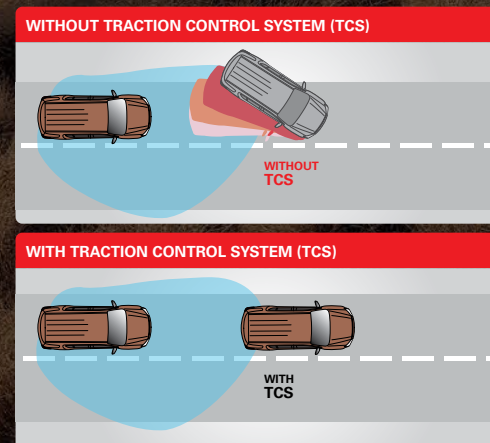 WITHOUT TRACTION CONTROL SYSTEM (TCS)
WITHOUT
TCS
WITH TRACTION CONTROL SYSTEM (TCS)
WITH
TCS